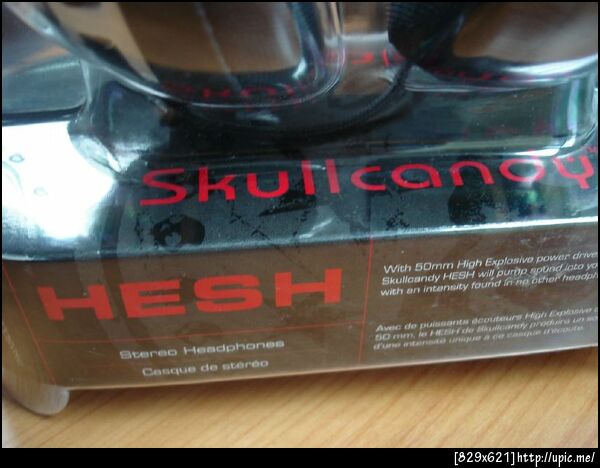 Skullcandy
HESH
Stereo Headphones
Casque de stéréo
With 50mm High Explosive power drive
Skullcandy HESH will pump sound into yo
with an intensity found in no other headph
Avec de puissants écouteurs High Explosive
50 mm, le HESH de Skullcandy produira un so
d'une intensité unique à ce casque d'écoute.
[829x621]http://upic.me/